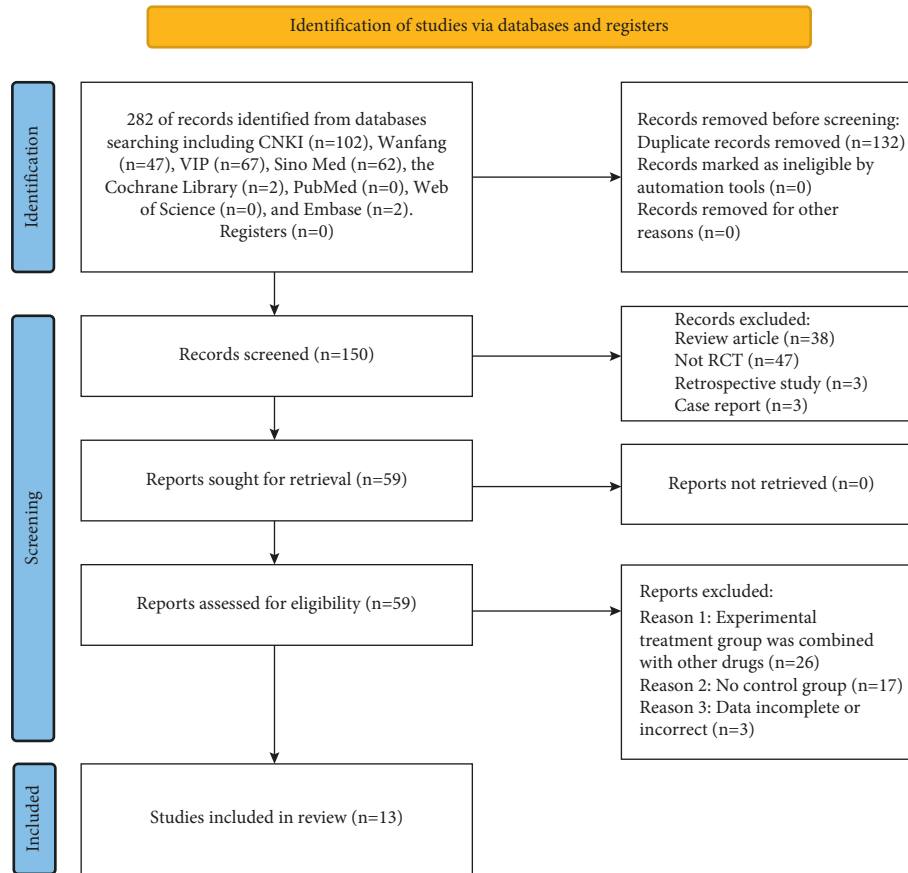 Identification of studies via databases and registers
Identification
282 of records identified from databases
searching including CNKI (n=102), Wanfang
(n=47), VIP (n=67), Sino Med (n=62), the
Cochrane Library (n=2), PubMed (n=0), Web
of Science (n=0), and Embase (n=2).
Registers (n=0)
Records removed before screening:
Duplicate records removed (n=132)
Records marked as ineligible by
automation tools (n=0)
Records removed for other
reasons (n=0)
Screening
Records screened (n=150)
Records excluded:
Review article (n=38)
Not RCT (n=47)
Retrospective study (n=3)
Case report (n=3)
Reports sought for retrieval (n=59)
Reports not retrieved (n=0)
Reports assessed for eligibility (n=59)
Reports excluded:
Reason 1: Experimental
treatment group was combined
with other drugs (n=26)
Reason 2: No control group (n=17)
Reason 3: Data incomplete or
incorrect (n=3)
Included
Studies included in review (n=13)